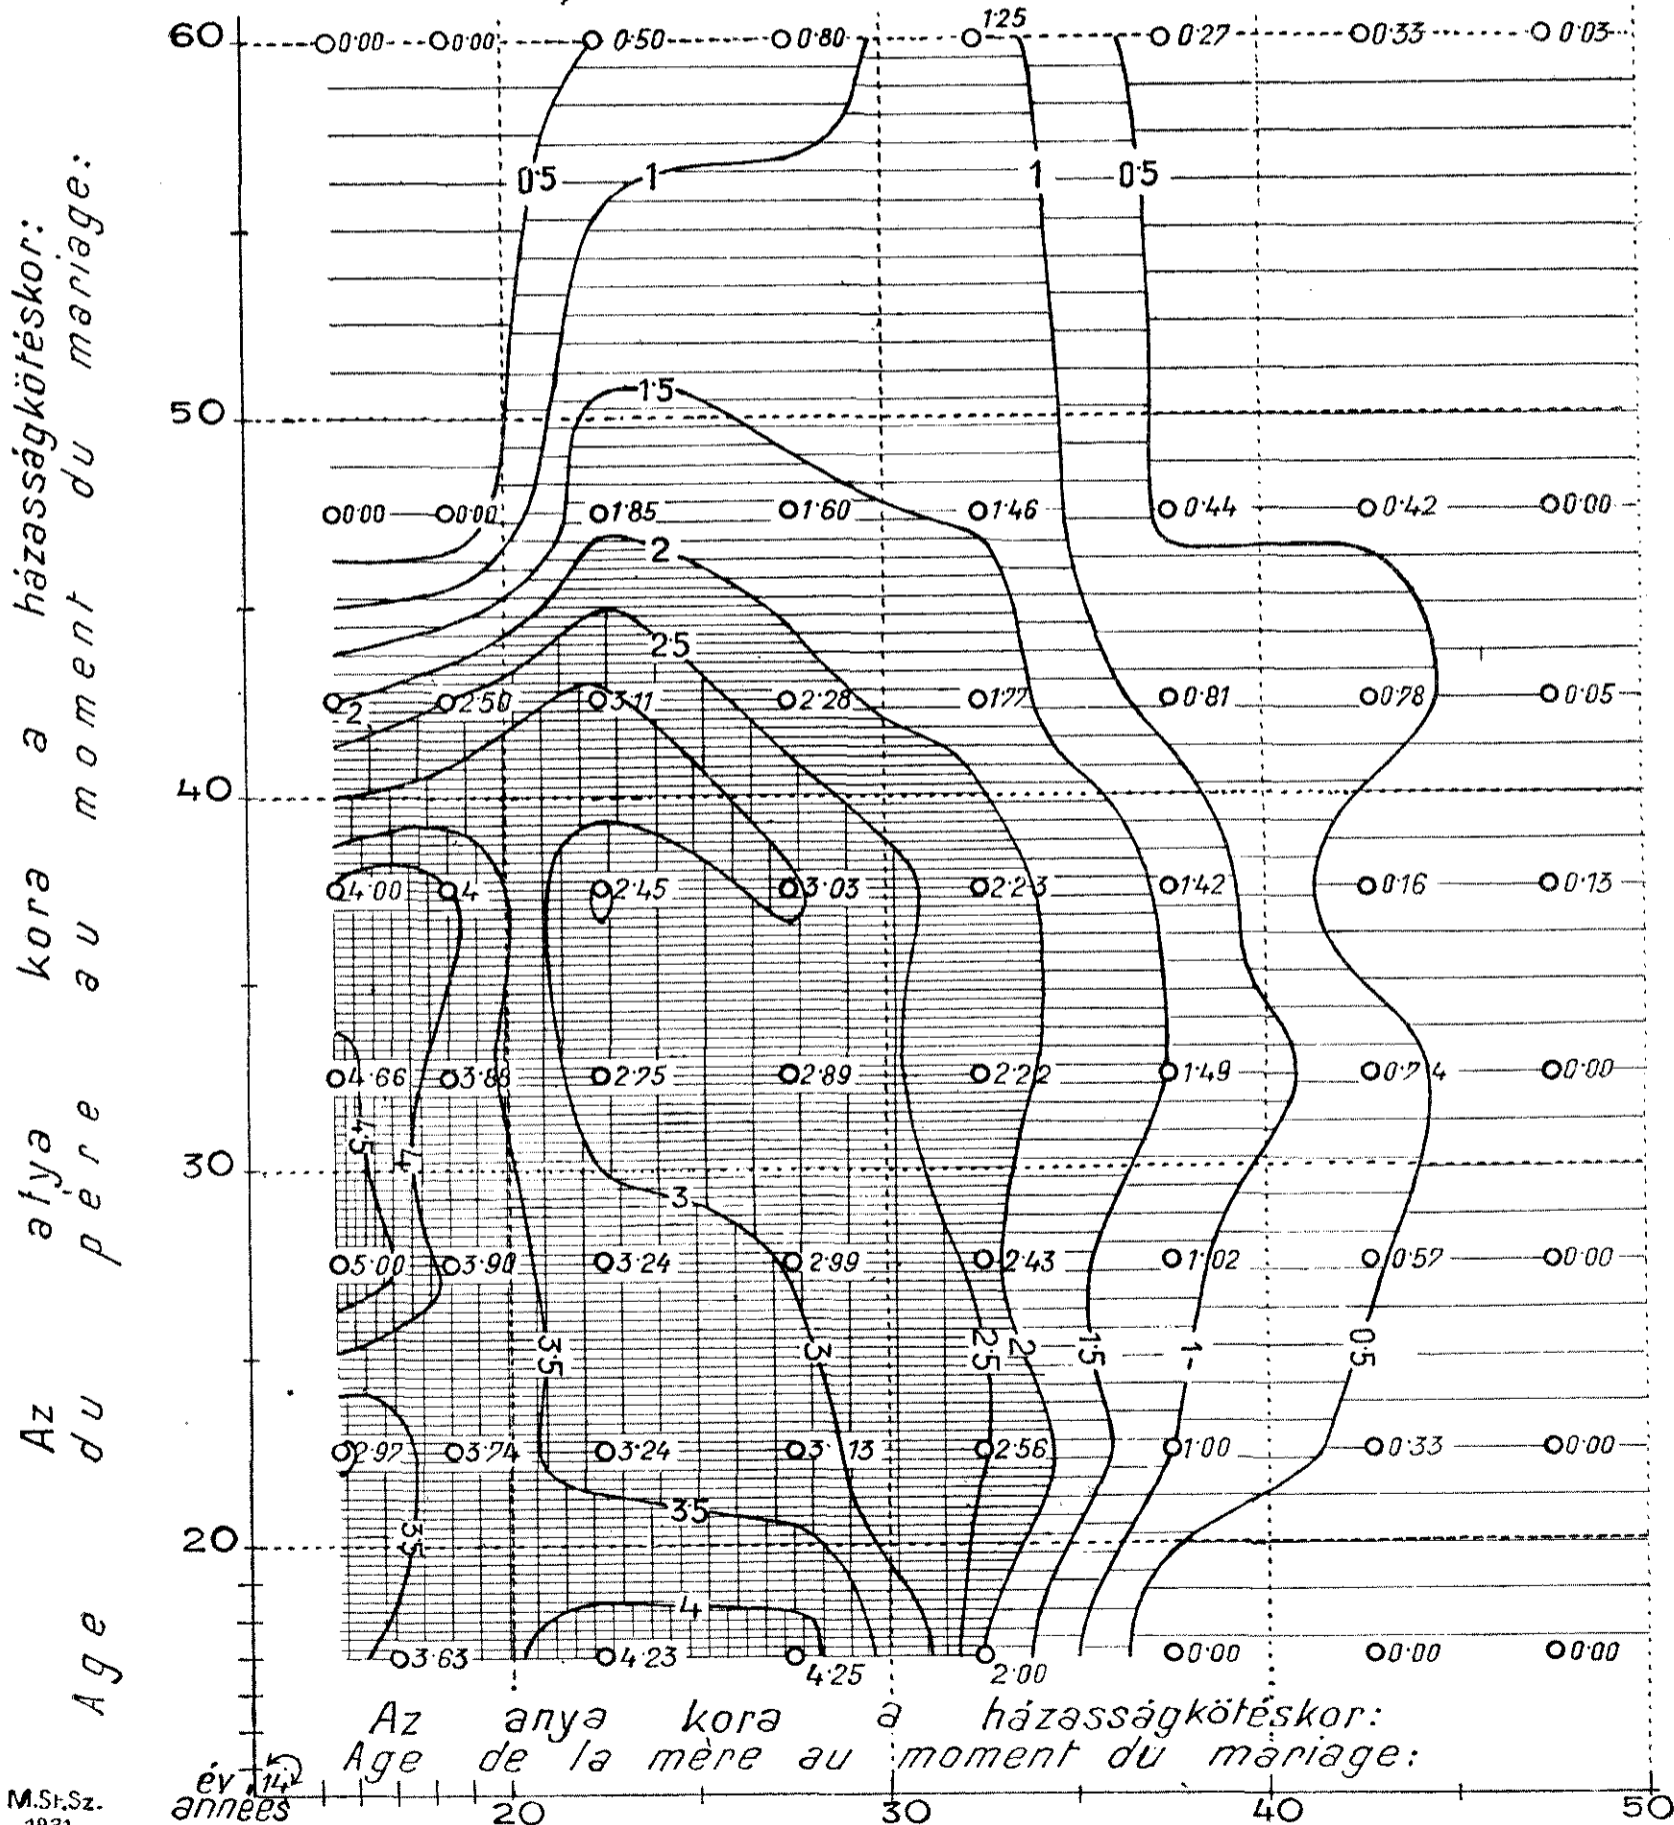 1·25
60 0·00 0·00 0·50 0·80 0·27 0·33 0·03
0·5 1 1 0·5
1·5
50
0·00 0·00 1·85 1·60 1·46 0·44 0·42 0·00
2
2·5
2 2·50 3·11 2·28 1·77 0·81 0·78 0·05
40
4·00 4 2·45 3·03 2·23 1·42 0·16 0·13
4·66 3·88 2·75 2·89 2·22 1·49 0·74 0·00
4·5 4
30
3
5·00 3·90 3·24 2·99 2·43 1·02 0·57 0·00
3·5 3 2·5 2 1·5 1 0·5
2·97 3·74 3·24 3·13 2·56 1·00 0·33 0·00
3·5
20
3·5
4
3·63 4·23 4·25 2·00 0·00 0·00 0·00
Az atya kora a házasságkötéskor:
Age du père au moment du mariage:
Az anya kora a házasságkötéskor:
Age de la mère au moment du mariage:
év 14
années 20 30 40 50
M.St.Sz.
1931